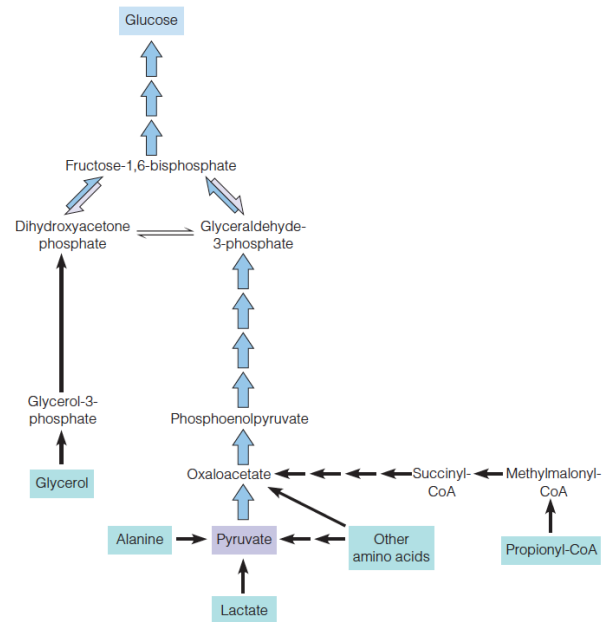 Glucose
Fructose-1,6-bisphosphate
Dihydroxyacetone
phosphate
Glyceraldehyde-
3-phosphate
Glycerol-3-
phosphate
Phosphoenolpyruvate
Glycerol
Oxaloacetate
Succinyl-
CoA
Methylmalonyl-
CoA
Alanine
Pyruvate
Other
amino acids
Propionyl-CoA
Lactate